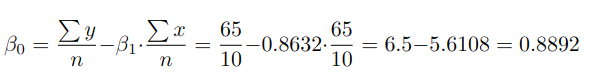 β₀ = ∑ y / n − β₁ · ∑ x / n = 65 / 10 − 0.8632 · 65 / 10 = 6.5 − 5.6108 = 0.8892